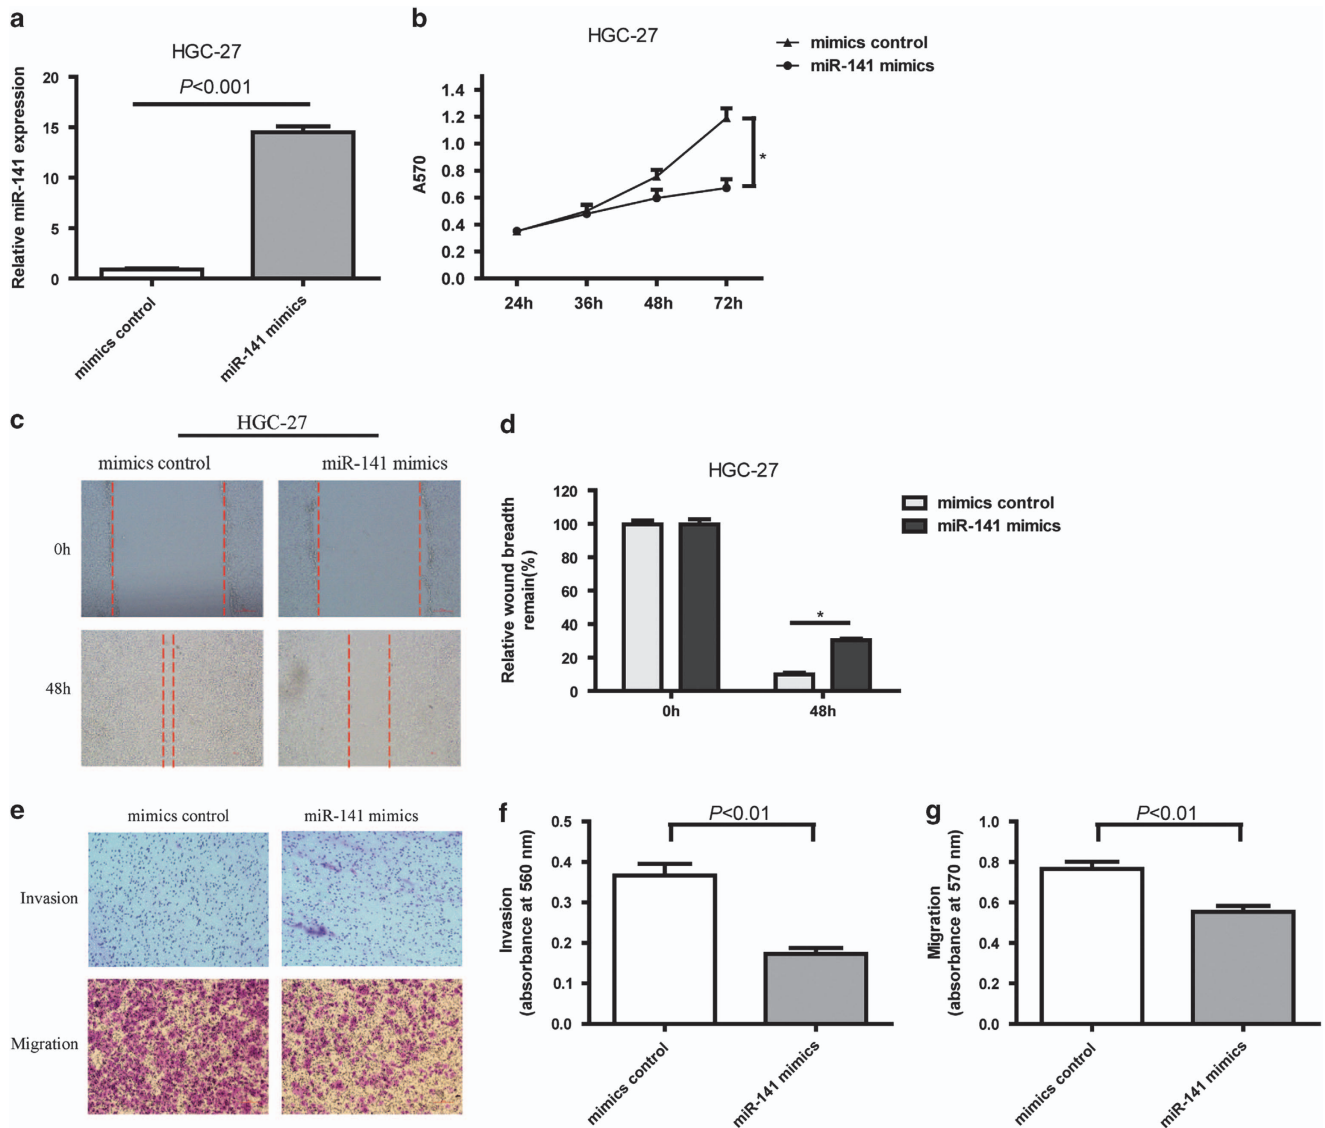 a
HGC-27
P<0.001
Relative miR-141 expression
20
15
10
5
0
mimics control
miR-141 mimics
b
HGC-27
mimics control
miR-141 mimics
A570
1.4
1.2
1.0
0.8
0.6
0.4
0.2
0.0
*
24h
36h
48h
72h
c
HGC-27
mimics control
miR-141 mimics
0h
48h
d
HGC-27
mimics control
miR-141 mimics
Relative wound breadth
remain(%)
120
100
80
60
40
20
0
*
0h
48h
e
mimics control
miR-141 mimics
Invasion
Migration
f
P<0.01
Invasion
(absorbance at 560 nm)
0.5
0.4
0.3
0.2
0.1
0.0
mimics control
miR-141 mimics
g
P<0.01
Migration
(absorbance at 570 nm)
1.0
0.8
0.6
0.4
0.2
0.0
mimics control
miR-141 mimics